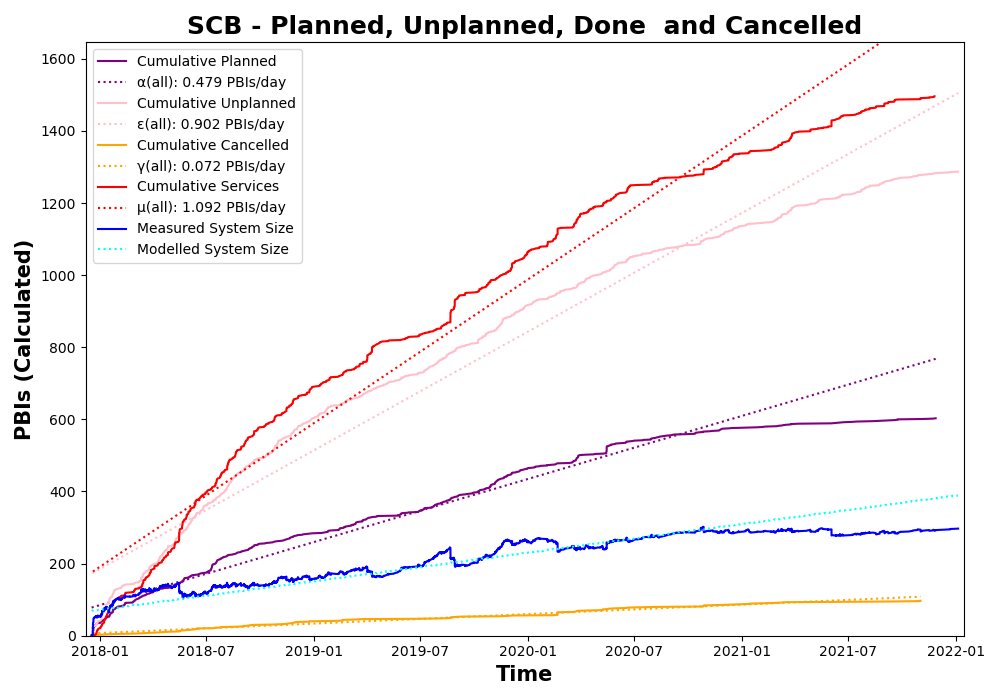 SCB - Planned, Unplanned, Done  and Cancelled
PBIs (Calculated)
1600
1400
1200
1000
800
600
400
200
0
Cumulative Planned
α(all): 0.479 PBIs/day
Cumulative Unplanned
ε(all): 0.902 PBIs/day
Cumulative Cancelled
γ(all): 0.072 PBIs/day
Cumulative Services
μ(all): 1.092 PBIs/day
Measured System Size
Modelled System Size
2018-01 2018-07 2019-01 2019-07 2020-01 2020-07 2021-01 2021-07 2022-01
Time